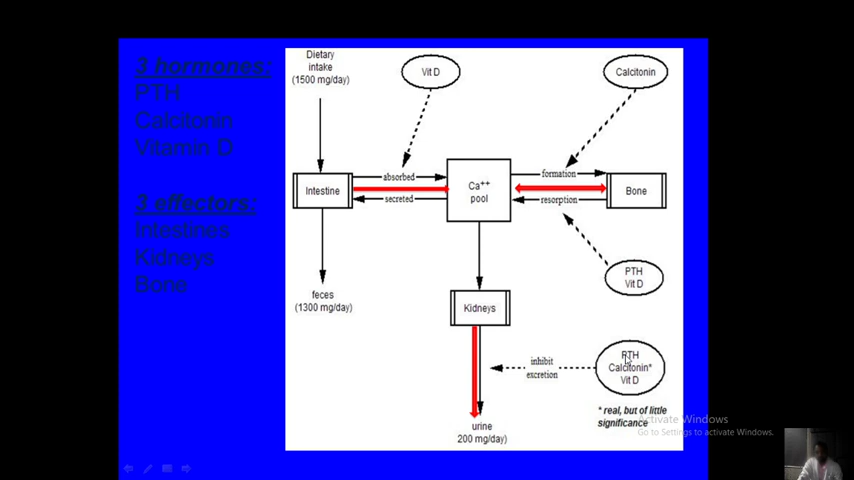 3 hormones:
PTH
Calcitonin
Vitamin D
3 effectors:
Intestines
Kidneys
Bone
Dietary
intake
(1500 mg/day)
Vit D
Calcitonin
absorbed
formation
Intestine
Ca++
pool
Bone
secreted
resorption
PTH
Vit D
feces
(1300 mg/day)
Kidneys
inhibit
excretion
PTH
Calcitonin*
Vit D
* real, but of little
significance
urine
200 mg/day)
Activate Windows
Go to Settings to activate Windows.